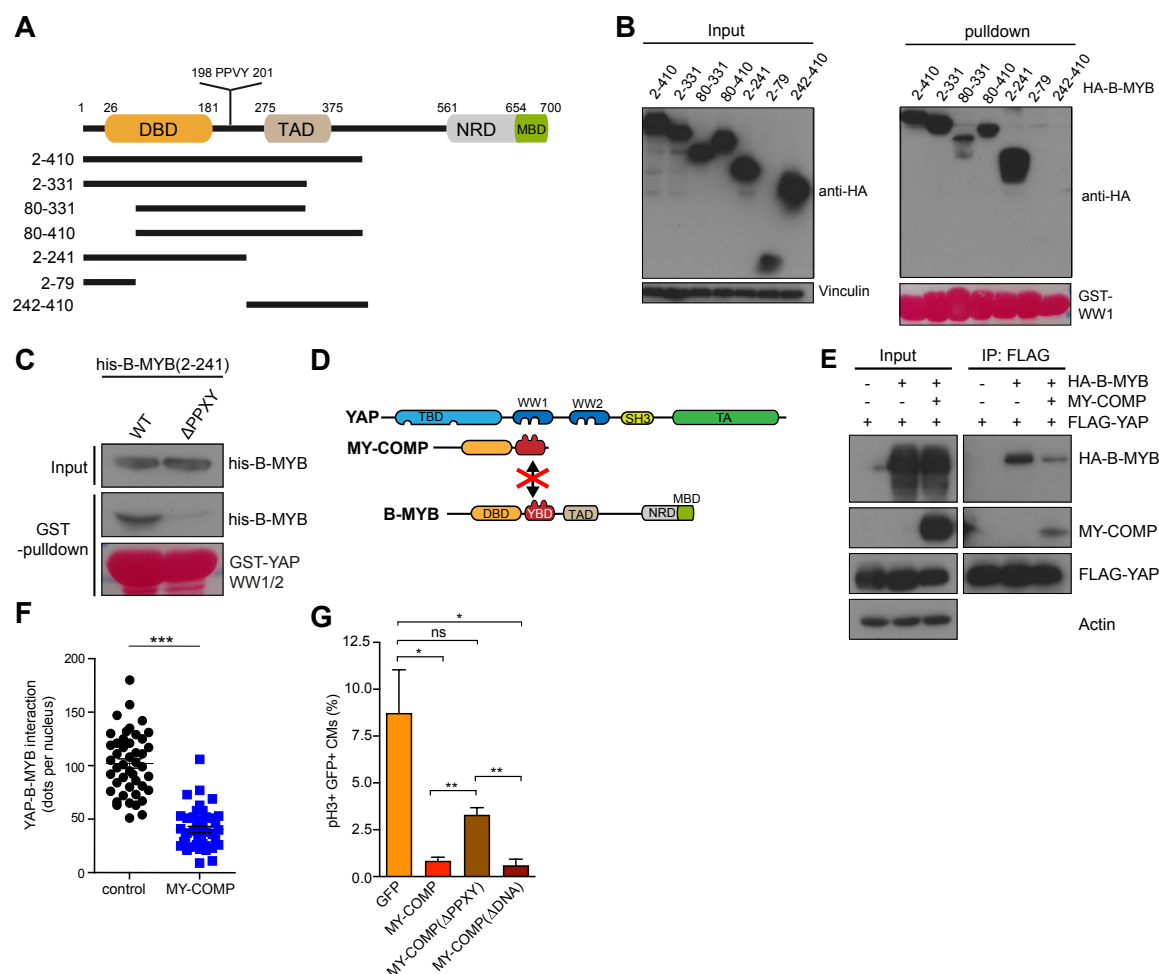 A
198 PPVY 201
1 26 181 275 375 561 654 700
DBD TAD NRD MBD
2-410
2-331
80-331
80-410
2-241
2-79
242-410
B
Input
2-410 2-331 80-331 80-410 2-241 2-79 242-410
anti-HA
Vinculin
pulldown
2-410 2-331 80-331 80-410 2-241 2-79 242-410
HA-B-MYB
anti-HA
GST-
WW1
C
his-B-MYB(2-241)
WT ΔPPXY
Input his-B-MYB
GST
-pulldown
his-B-MYB
GST-YAP
WW1/2
D
WW1 WW2
YAP TBD SH3 TA
MY-COMP
MBD
B-MYB DBD YBD TAD NRD
E
Input IP: FLAG
- + + - + + HA-B-MYB
- - + - - + MY-COMP
+ + + + + + FLAG-YAP
HA-B-MYB
MY-COMP
FLAG-YAP
Actin
F
***
YAP-B-MYB interaction
(dots per nucleus)
200
150
100
50
0
control MY-COMP
G
*
ns
*
**
**
pH3+ GFP+ CMs (%)
12.5
10.0
7.5
5.0
2.5
0.0
GFP
MY-COMP
MY-COMP(ΔPPXY)
MY-COMP(ΔDNA)